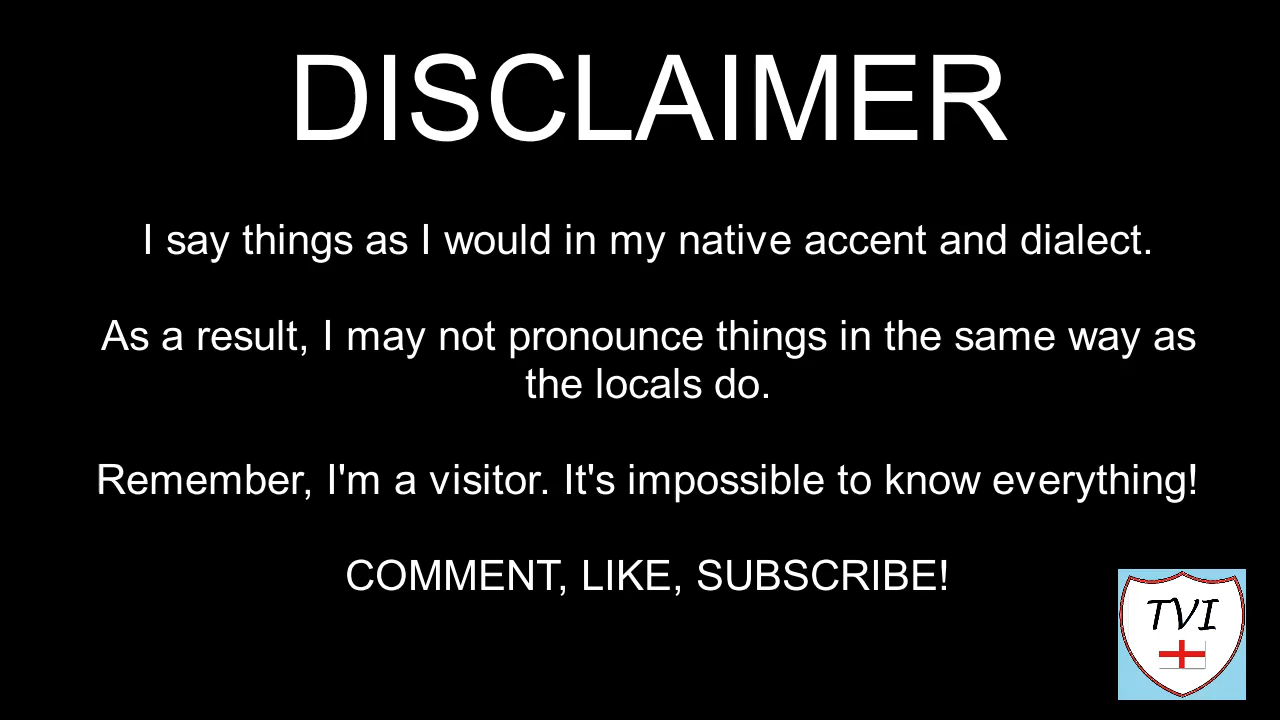 DISCLAIMER
I say things as I would in my native accent and dialect.
As a result, I may not pronounce things in the same way as
the locals do.
Remember, I'm a visitor. It's impossible to know everything!
COMMENT, LIKE, SUBSCRIBE!
TVI